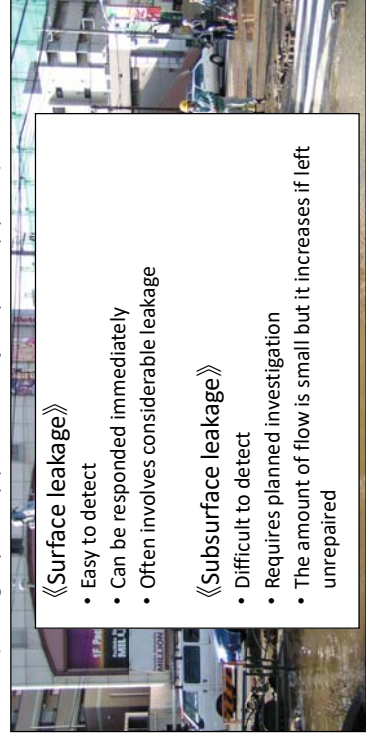 《Surface leakage》
• Easy to detect
• Can be responded immediately
• Often involves considerable leakage
《Subsurface leakage》
• Difficult to detect
• Requires planned investigation
• The amount of flow is small but it increases if left
unrepaired
MILLION